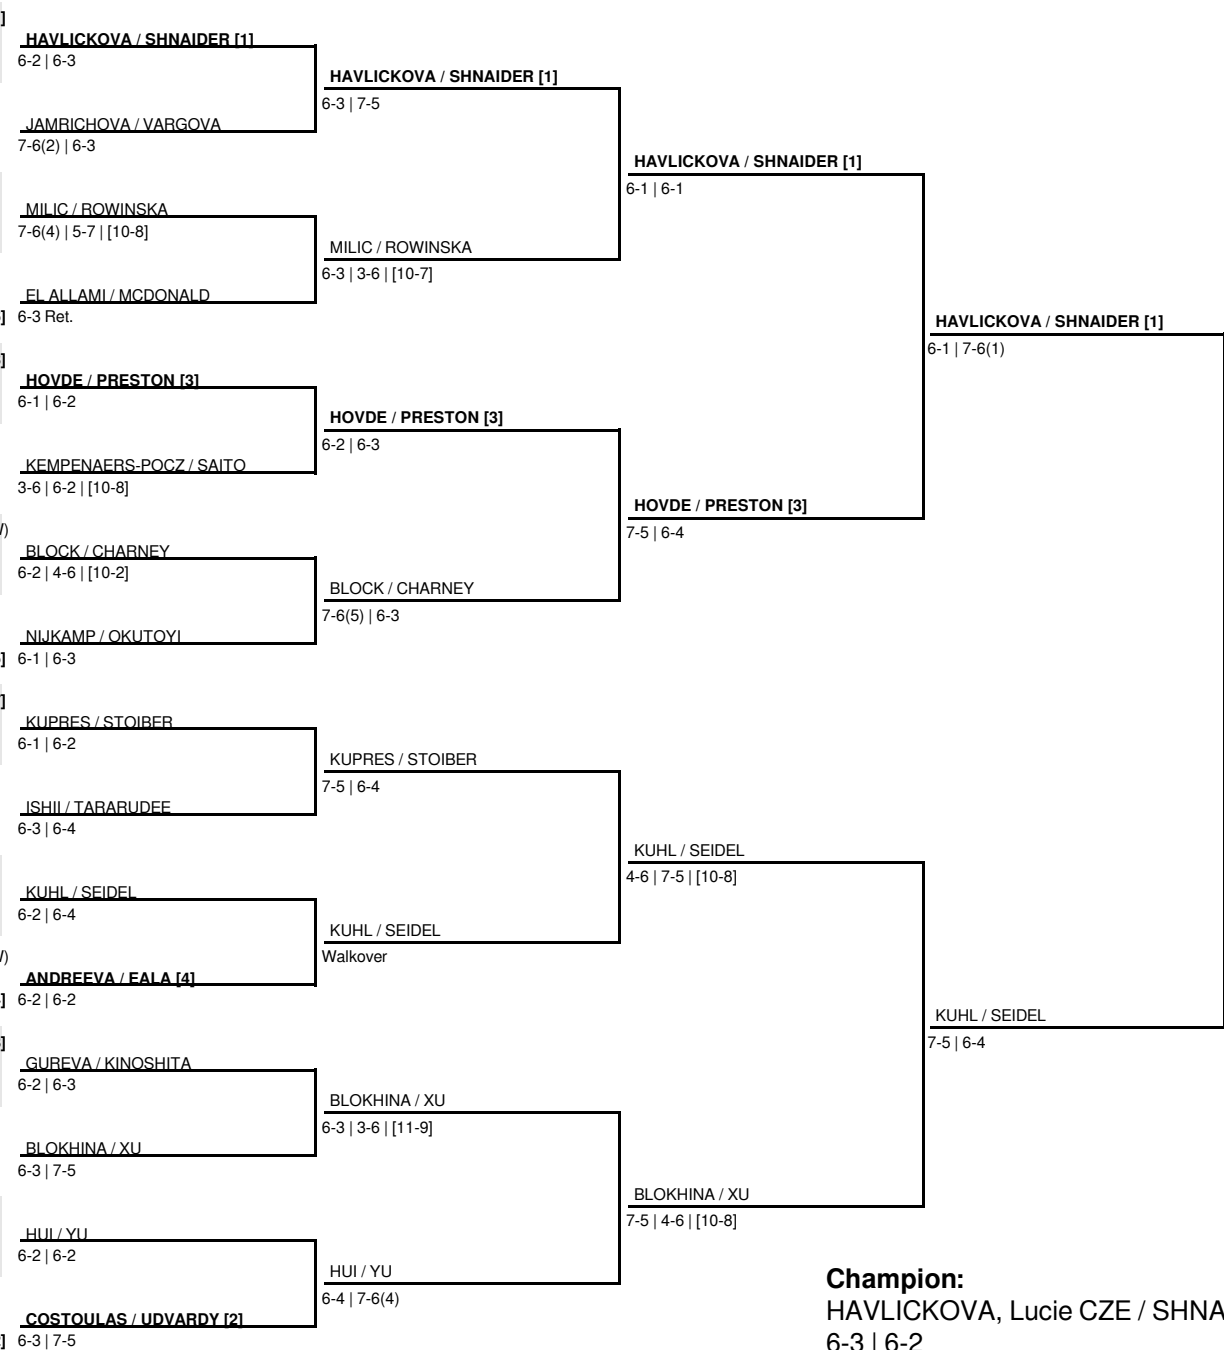 ]
HAVLICKOVA / SHNAIDER [1]
6-2 | 6-3
JAMRICHOVA / VARGOVA
7-6(2) | 6-3
MILIC / ROWINSKA
7-6(4) | 5-7 | [10-8]
EL ALLAMI / MCDONALD
] 6-3 Ret.
]
HOVDE / PRESTON [3]
6-1 | 6-2
KEMPENAERS-POCZ / SAITO
3-6 | 6-2 | [10-8]
)
BLOCK / CHARNEY
6-2 | 4-6 | [10-2]
NIJKAMP / OKUTOYI
] 6-1 | 6-3
]
KUPRES / STOIBER
6-1 | 6-2
ISHII / TARARUDEE
6-3 | 6-4
KUHL / SEIDEL
6-2 | 6-4
)
ANDREEVA / EALA [4]
] 6-2 | 6-2
]
GUREVA / KINOSHITA
6-2 | 6-3
BLOKHINA / XU
6-3 | 7-5
HUI / YU
6-2 | 6-2
COSTOULAS / UDVARDY [2]
] 6-3 | 7-5
HAVLICKOVA / SHNAIDER [1]
6-3 | 7-5
MILIC / ROWINSKA
6-3 | 3-6 | [10-7]
HOVDE / PRESTON [3]
6-2 | 6-3
BLOCK / CHARNEY
7-6(5) | 6-3
KUPRES / STOIBER
7-5 | 6-4
KUHL / SEIDEL
Walkover
BLOKHINA / XU
6-3 | 3-6 | [11-9]
HUI / YU
6-4 | 7-6(4)
HAVLICKOVA / SHNAIDER [1]
6-1 | 6-1
HOVDE / PRESTON [3]
7-5 | 6-4
KUHL / SEIDEL
4-6 | 7-5 | [10-8]
BLOKHINA / XU
7-5 | 4-6 | [10-8]
HAVLICKOVA / SHNAIDER [1]
6-1 | 7-6(1)
KUHL / SEIDEL
7-5 | 6-4
Champion:
HAVLICKOVA, Lucie CZE / SHNA
6-3 | 6-2